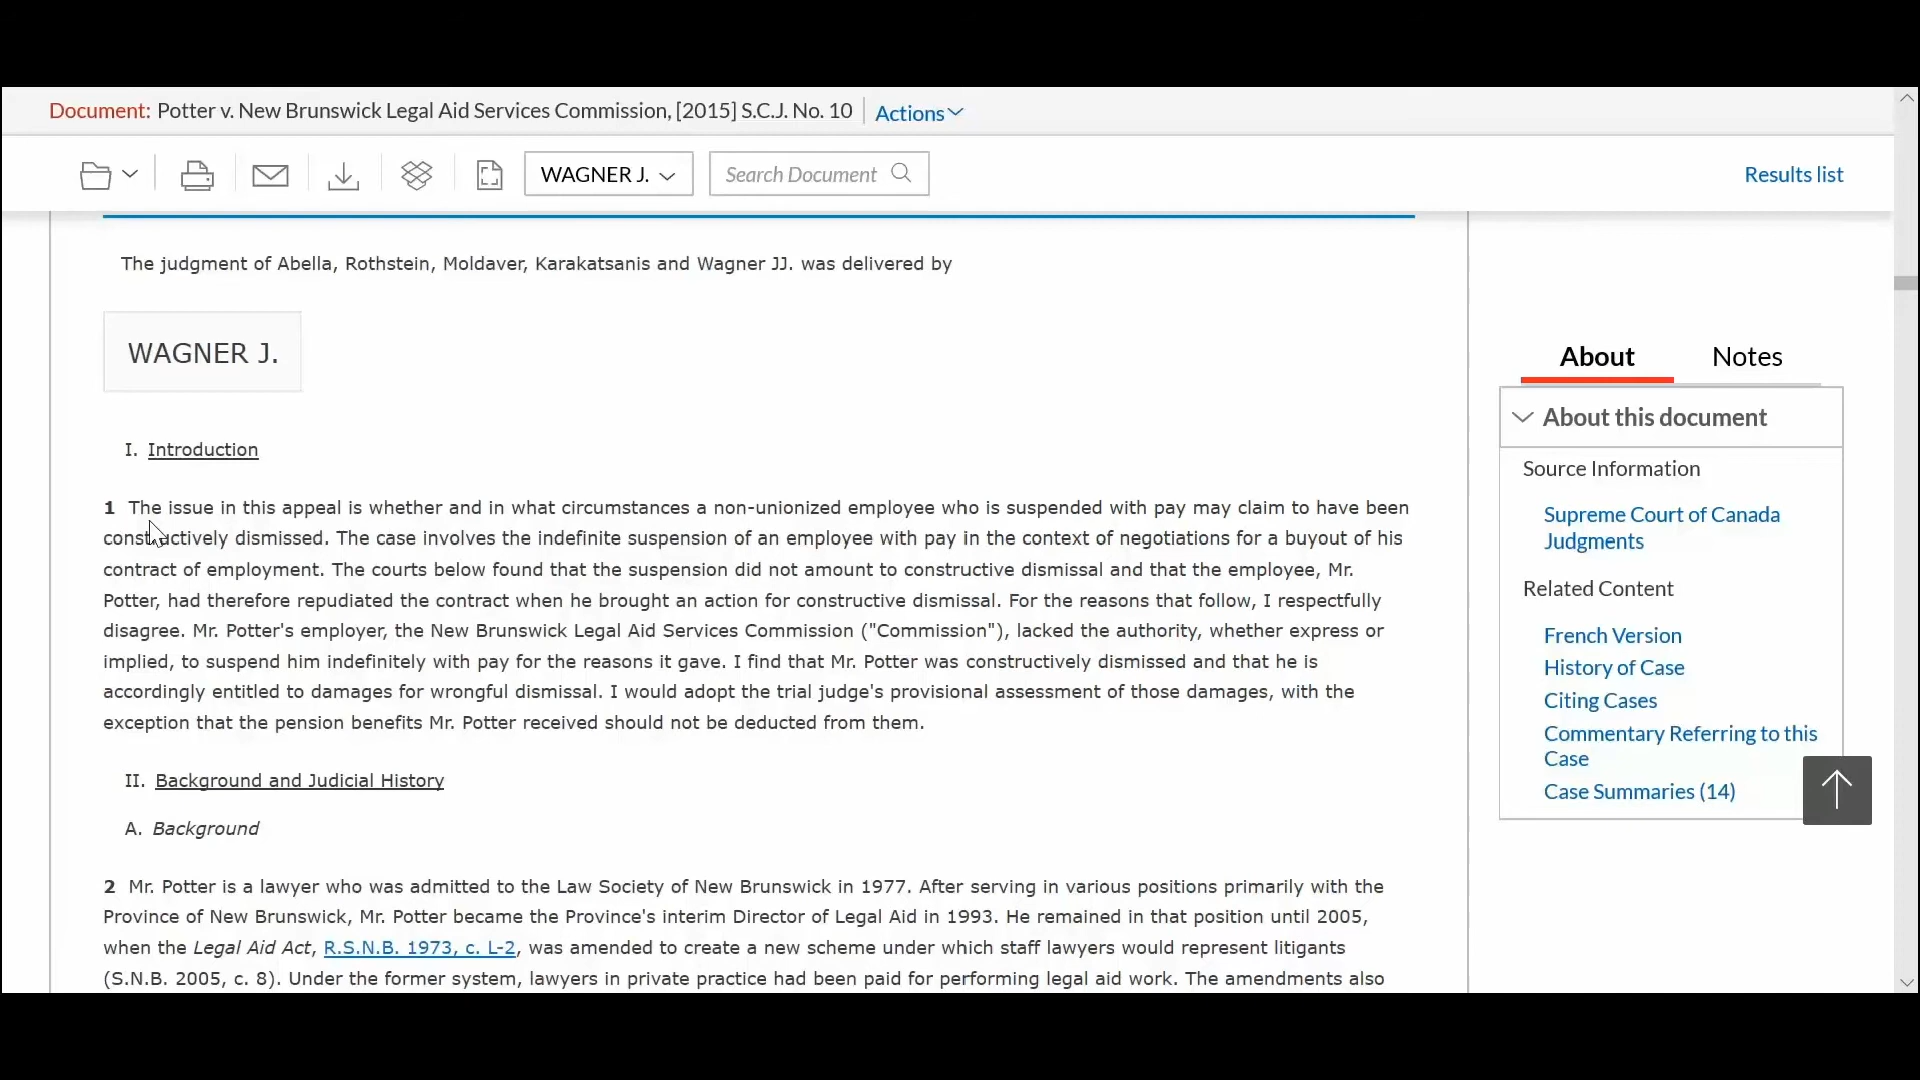 Document: Potter v. New Brunswick Legal Aid Services Commission, [2015] S.C.J. No. 10
Actions
WAGNER J.
Search Document
Results list
The judgment of Abella, Rothstein, Moldaver, Karakatsanis and Wagner JJ. was delivered by
WAGNER J.
I. Introduction
1 The issue in this appeal is whether and in what circumstances a non-unionized employee who is suspended with pay may claim to have been
constructively dismissed. The case involves the indefinite suspension of an employee with pay in the context of negotiations for a buyout of his
contract of employment. The courts below found that the suspension did not amount to constructive dismissal and that the employee, Mr.
Potter, had therefore repudiated the contract when he brought an action for constructive dismissal. For the reasons that follow, I respectfully
disagree. Mr. Potter's employer, the New Brunswick Legal Aid Services Commission ("Commission"), lacked the authority, whether express or
implied, to suspend him indefinitely with pay for the reasons it gave. I find that Mr. Potter was constructively dismissed and that he is
accordingly entitled to damages for wrongful dismissal. I would adopt the trial judge's provisional assessment of those damages, with the
exception that the pension benefits Mr. Potter received should not be deducted from them.
II. Background and Judicial History
A. Background
2 Mr. Potter is a lawyer who was admitted to the Law Society of New Brunswick in 1977. After serving in various positions primarily with the
Province of New Brunswick, Mr. Potter became the Province's interim Director of Legal Aid in 1993. He remained in that position until 2005,
when the Legal Aid Act, R.S.N.B. 1973, c. L-2, was amended to create a new scheme under which staff lawyers would represent litigants
(S.N.B. 2005, c. 8). Under the former system, lawyers in private practice had been paid for performing legal aid work. The amendments also
About
Notes
About this document
Source Information
Supreme Court of Canada
Judgments
Related Content
French Version
History of Case
Citing Cases
Commentary Referring to this
Case
Case Summaries (14)